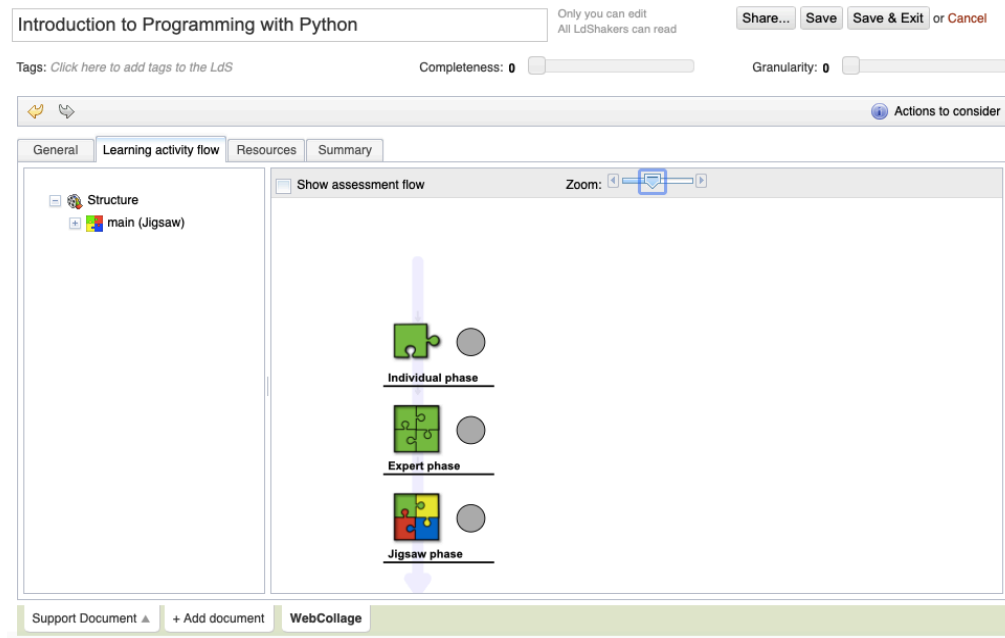 Introduction to Programming with Python
Only you can edit
All LdShakers can read
Share... Save Save & Exit or Cancel
Tags: Click here to add tags to the LdS
Completeness: 0
Granularity: 0
Actions to consider
General Learning activity flow Resources Summary
Structure
main (Jigsaw)
Show assessment flow
Zoom:
Individual phase
Expert phase
Jigsaw phase
Support Document ▲ + Add document WebCollage